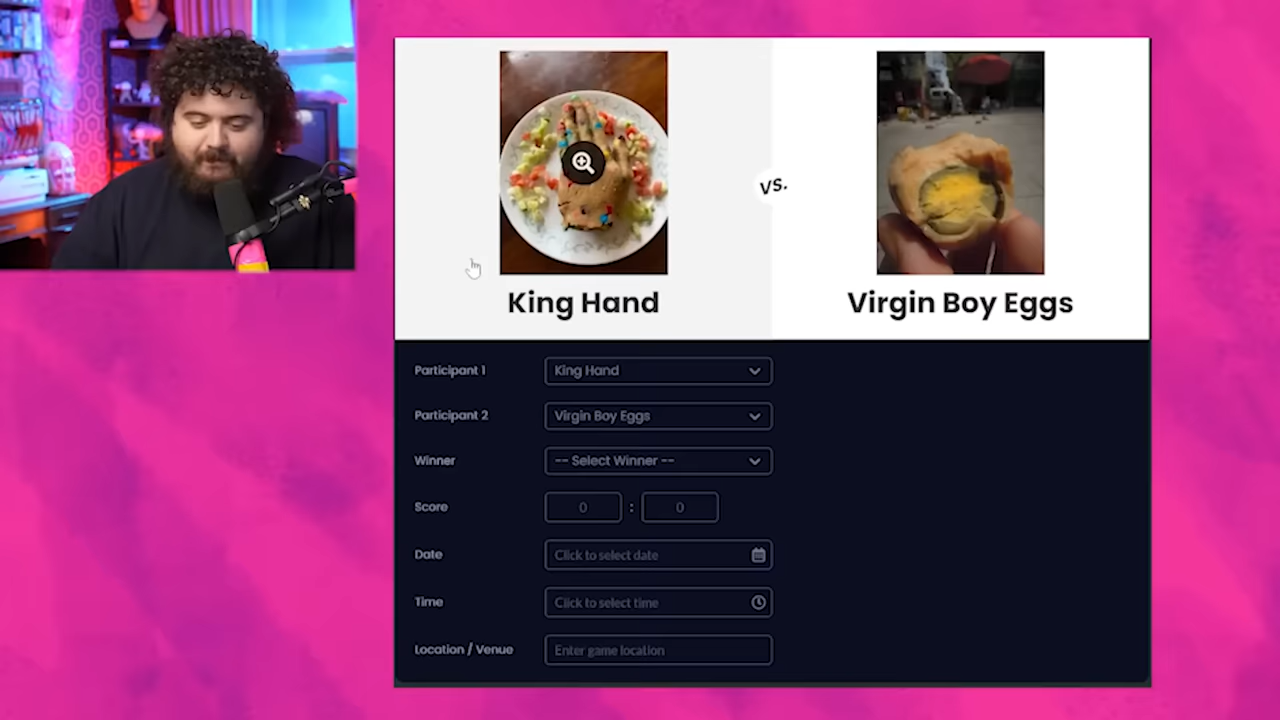 VS.
King Hand
Virgin Boy Eggs
Participant 1
King Hand
Participant 2
Virgin Boy Eggs
Winner
-- Select Winner --
Score
0 : 0
Date
Click to select date
Time
Click to select time
Location / Venue
Enter game location